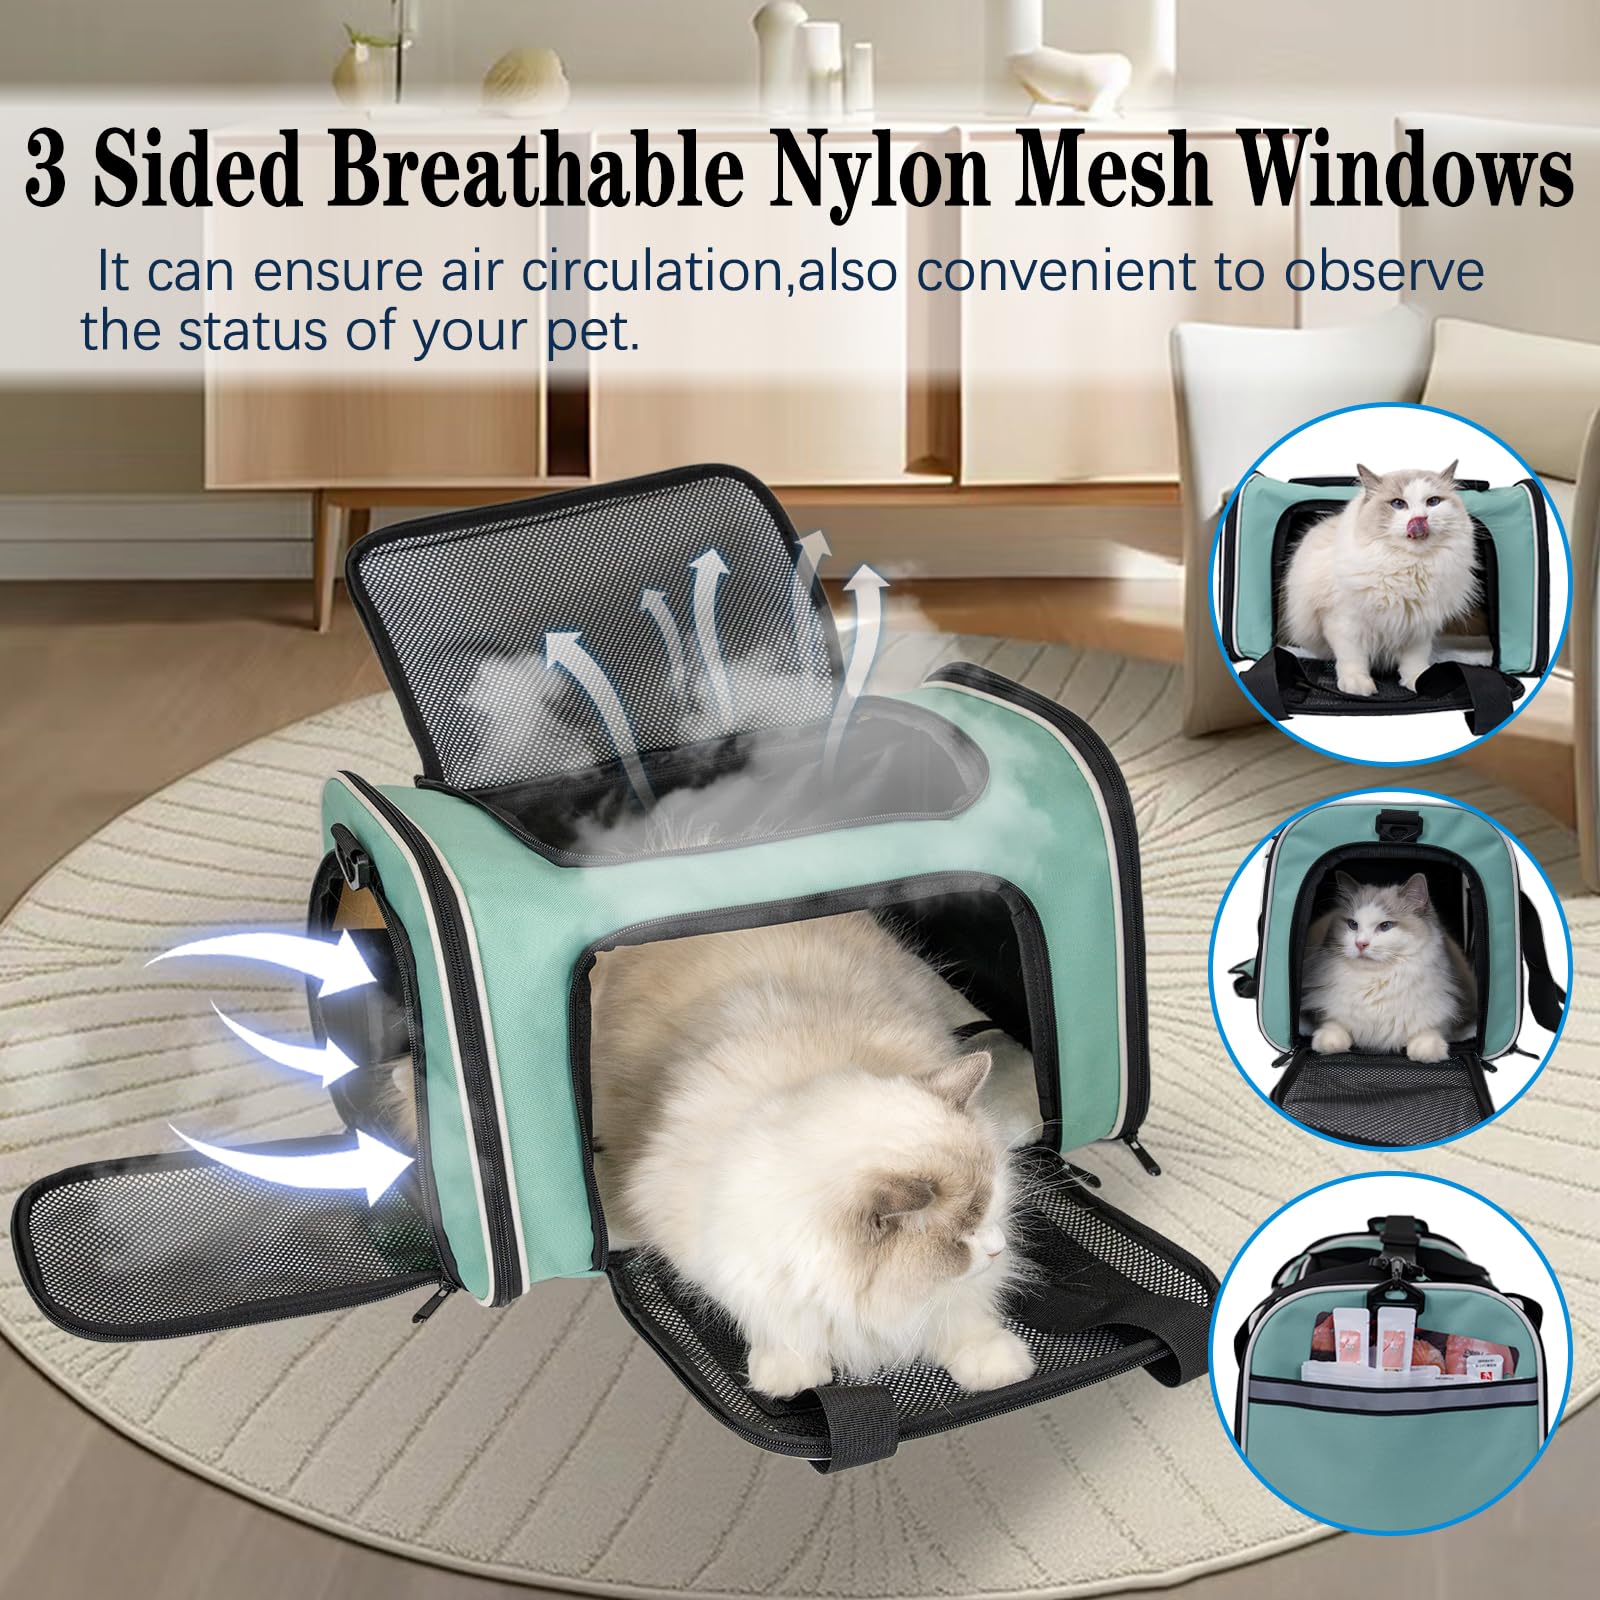 3 Sided Breathable Nylon Mesh Windows
It can ensure air circulation,also convenient to observe
the status of your pet.